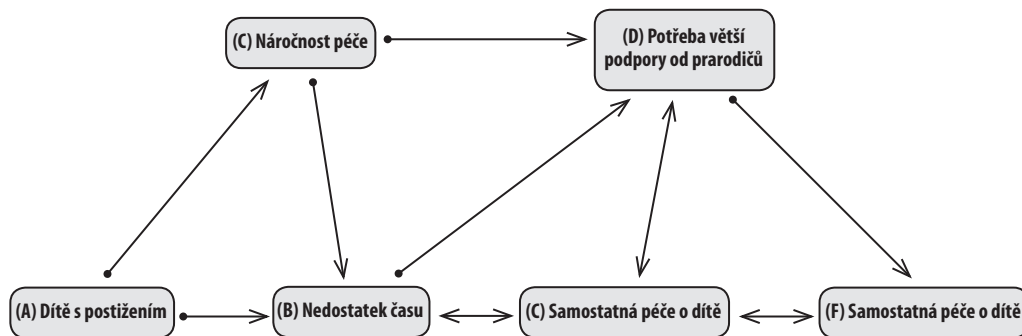 (C) Náročnost péče
(D) Potřeba větší
podpory od prarodičů
(A) Dítě s postižením
(B) Nedostatek času
(C) Samostatná péče o dítě
(F) Samostatná péče o dítě